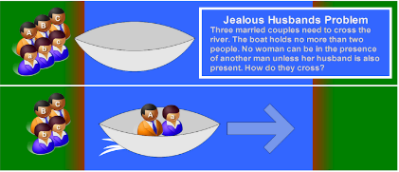 Jealous Husbands Problem
Three married couples need to cross the
river. The boat holds no more than two
people. No woman can be in the presence
of another man unless her husband is also
present. How do they cross?